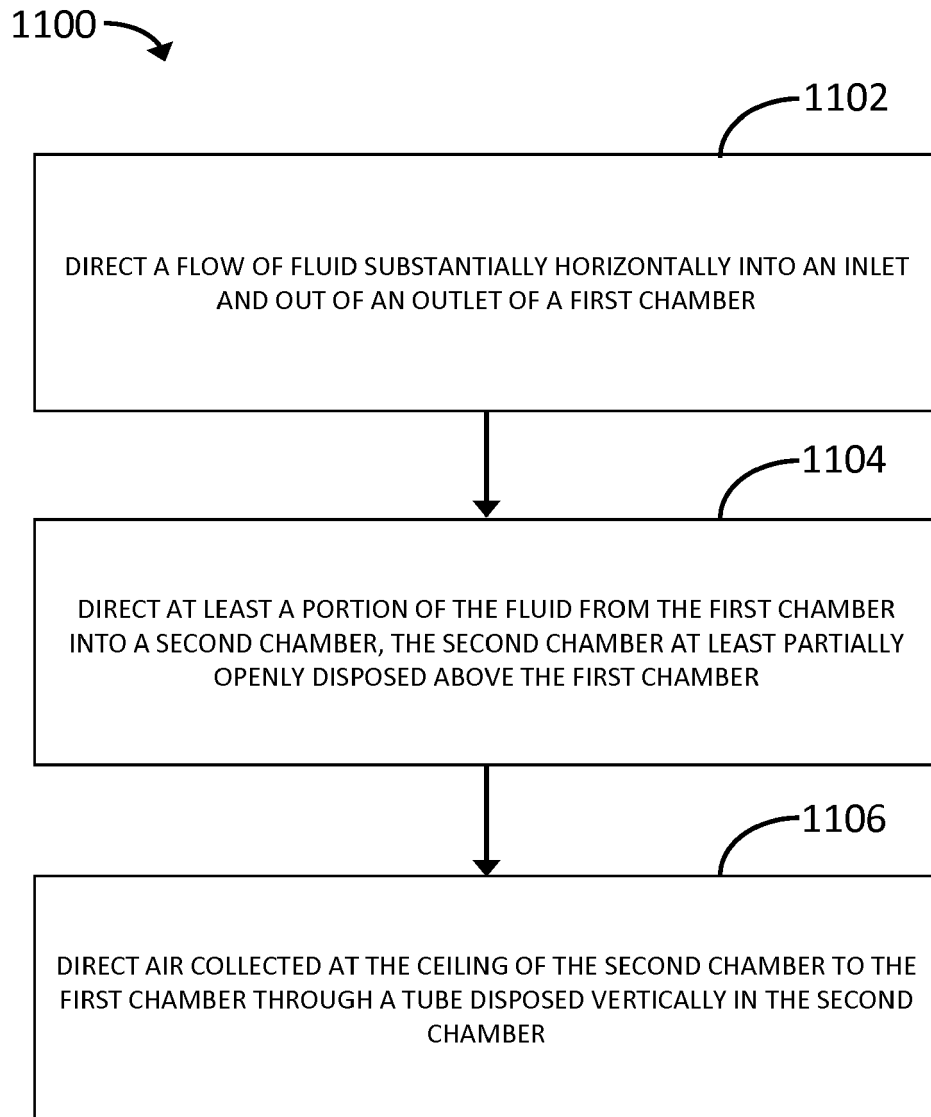 1100
1102
DIRECT A FLOW OF FLUID SUBSTANTIALLY HORIZONTALLY INTO AN INLET
AND OUT OF AN OUTLET OF A FIRST CHAMBER
1104
DIRECT AT LEAST A PORTION OF THE FLUID FROM THE FIRST CHAMBER
INTO A SECOND CHAMBER, THE SECOND CHAMBER AT LEAST PARTIALLY
OPENLY DISPOSED ABOVE THE FIRST CHAMBER
1106
DIRECT AIR COLLECTED AT THE CEILING OF THE SECOND CHAMBER TO THE
FIRST CHAMBER THROUGH A TUBE DISPOSED VERTICALLY IN THE SECOND
CHAMBER